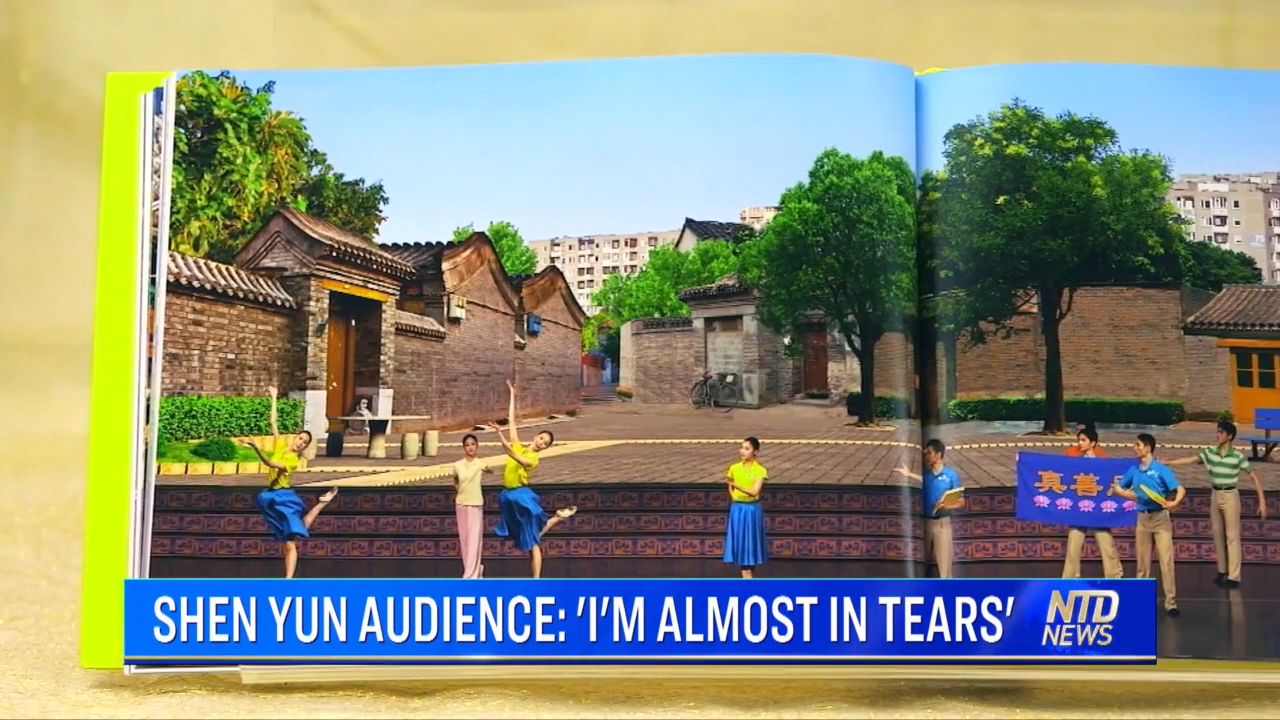 真善
SHEN YUN AUDIENCE: 'I'M ALMOST IN TEARS'
NTD
NEWS